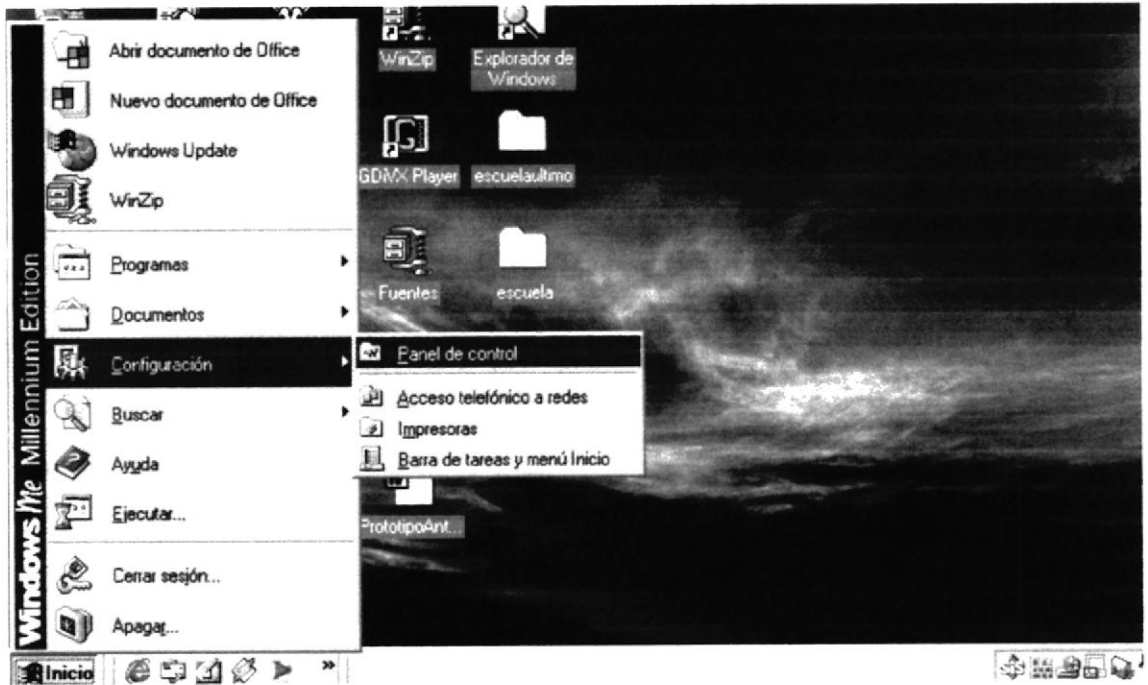 Abrir documento de Office
Nuevo documento de Office
Windows Update
WinZip
Programas
Documentos
Configuración
Buscar
Ayuda
Ejecutar...
Cerrar sesión...
Apagar...
Windows Me Millennium Edition
Panel de control
Acceso telefónico a redes
Impresoras
Barra de tareas y menú Inicio
WinZip
Explorador de
Windows
GDivX Player
escuelaultimo
Fuentes
escuela
PrototipoAnt...
Inicio
»